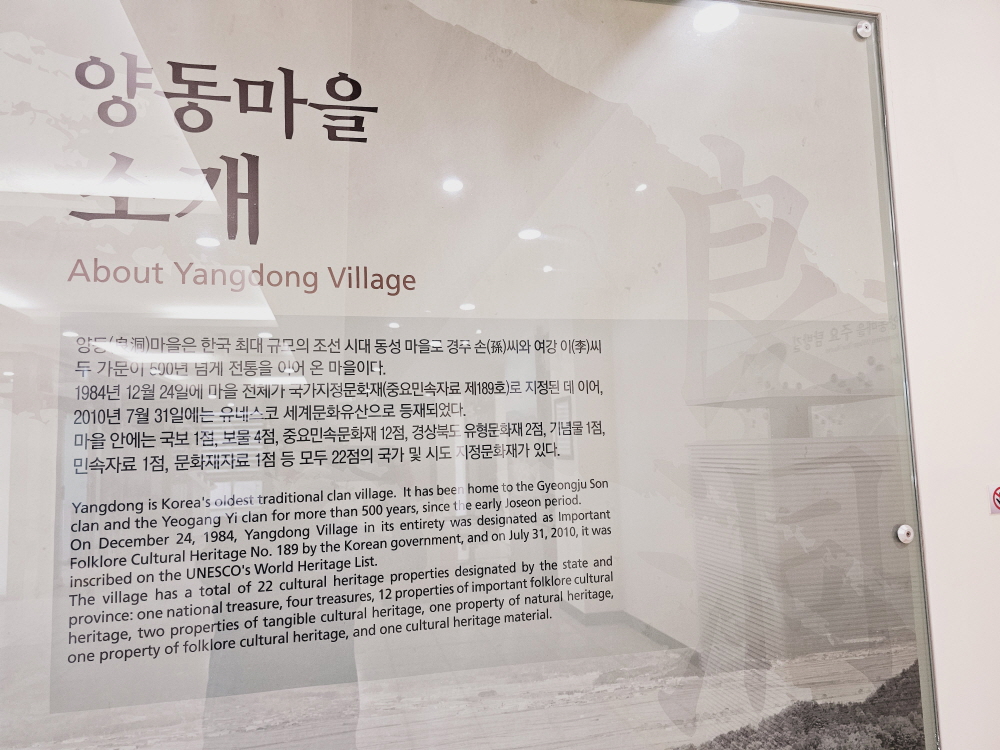 양동마을
소개
About Yangdong Village
양동(良洞)마을은 한국 최대 규모의 조선 시대 동성 마을로 경주 손(孫)씨와 여강 이(李)씨
두 가문이 500년 넘게 전통을 이어 온 마을이다.
1984년 12월 24일에 마을 전체가 국가지정문화재(중요민속자료 제189호)로 지정된 데 이어,
2010년 7월 31일에는 유네스코 세계문화유산으로 등재되었다.
마을 안에는 국보 1점, 보물 4점, 중요민속문화재 12점, 경상북도 유형문화재 2점, 기념물 1점,
민속자료 1점, 문화재자료 1점 등 모두 22점의 국가 및 시도 지정문화재가 있다.
Yangdong is Korea's oldest traditional clan village. It has been home to the Gyeongju Son
clan and the Yeogang Yi clan for more than 500 years, since the early Joseon period.
On December 24, 1984, Yangdong Village in its entirety was designated as Important
Folklore Cultural Heritage No. 189 by the Korean government, and on July 31, 2010, it was
inscribed on the UNESCO's World Heritage List.
The village has a total of 22 cultural heritage properties designated by the state and
province: one national treasure, four treasures, 12 properties of important folklore cultural
heritage, two properties of tangible cultural heritage, one property of natural heritage,
one property of folklore cultural heritage, and one cultural heritage material.
良
洞